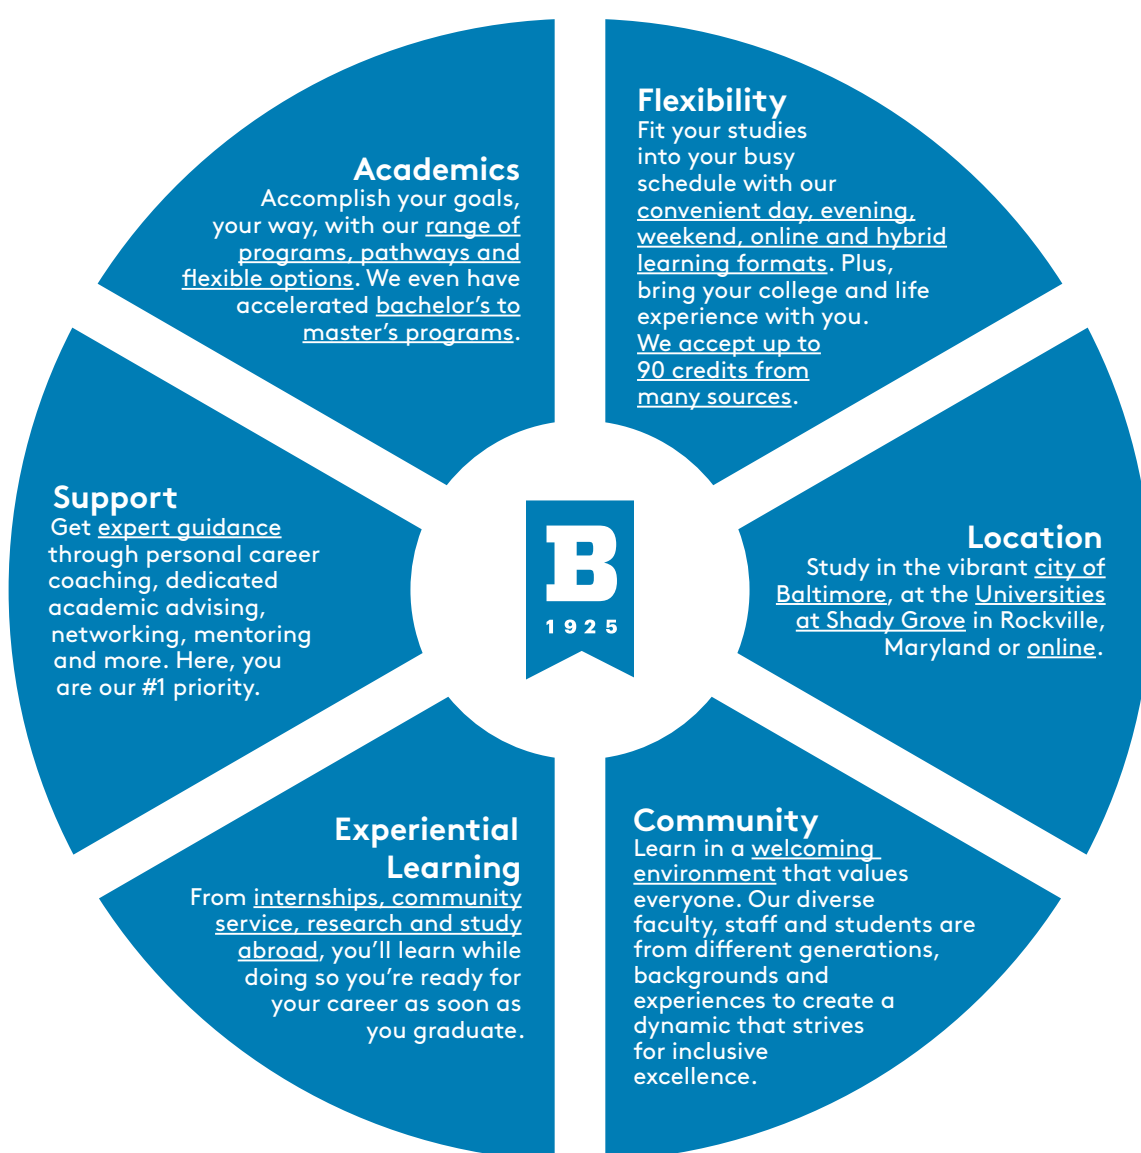 Academics
Accomplish your goals,
your way, with our range of
programs, pathways and
flexible options. We even have
accelerated bachelor’s to
master’s programs.
Flexibility
Fit your studies
into your busy
schedule with our
convenient day, evening,
weekend, online and hybrid
learning formats. Plus,
bring your college and life
experience with you.
We accept up to
90 credits from
many sources.
Support
Get expert guidance
through personal career
coaching, dedicated
academic advising,
networking, mentoring
and more. Here, you
are our #1 priority.
B
1925
Location
Study in the vibrant city of
Baltimore, at the Universities
at Shady Grove in Rockville,
Maryland or online.
Experiential
Learning
From internships, community
service, research and study
abroad, you’ll learn while
doing so you’re ready for
your career as soon as
you graduate.
Community
Learn in a welcoming
environment that values
everyone. Our diverse
faculty, staff and students are
from different generations,
backgrounds and
experiences to create a
dynamic that strives
for inclusive
excellence.